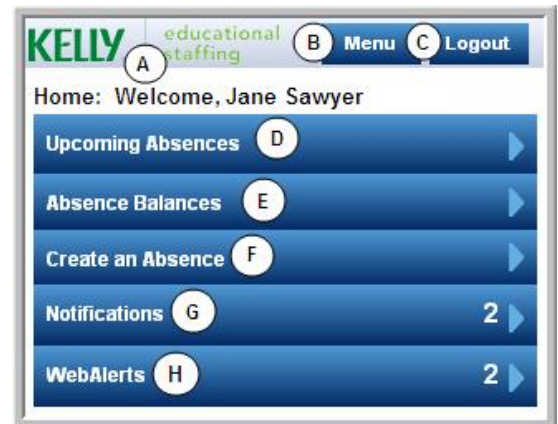 KELLY educational
staffing
A
B Menu C Logout
Home: Welcome, Jane Sawyer
Upcoming Absences D
Absence Balances E
Create an Absence F
Notifications G 2
WebAlerts H 2